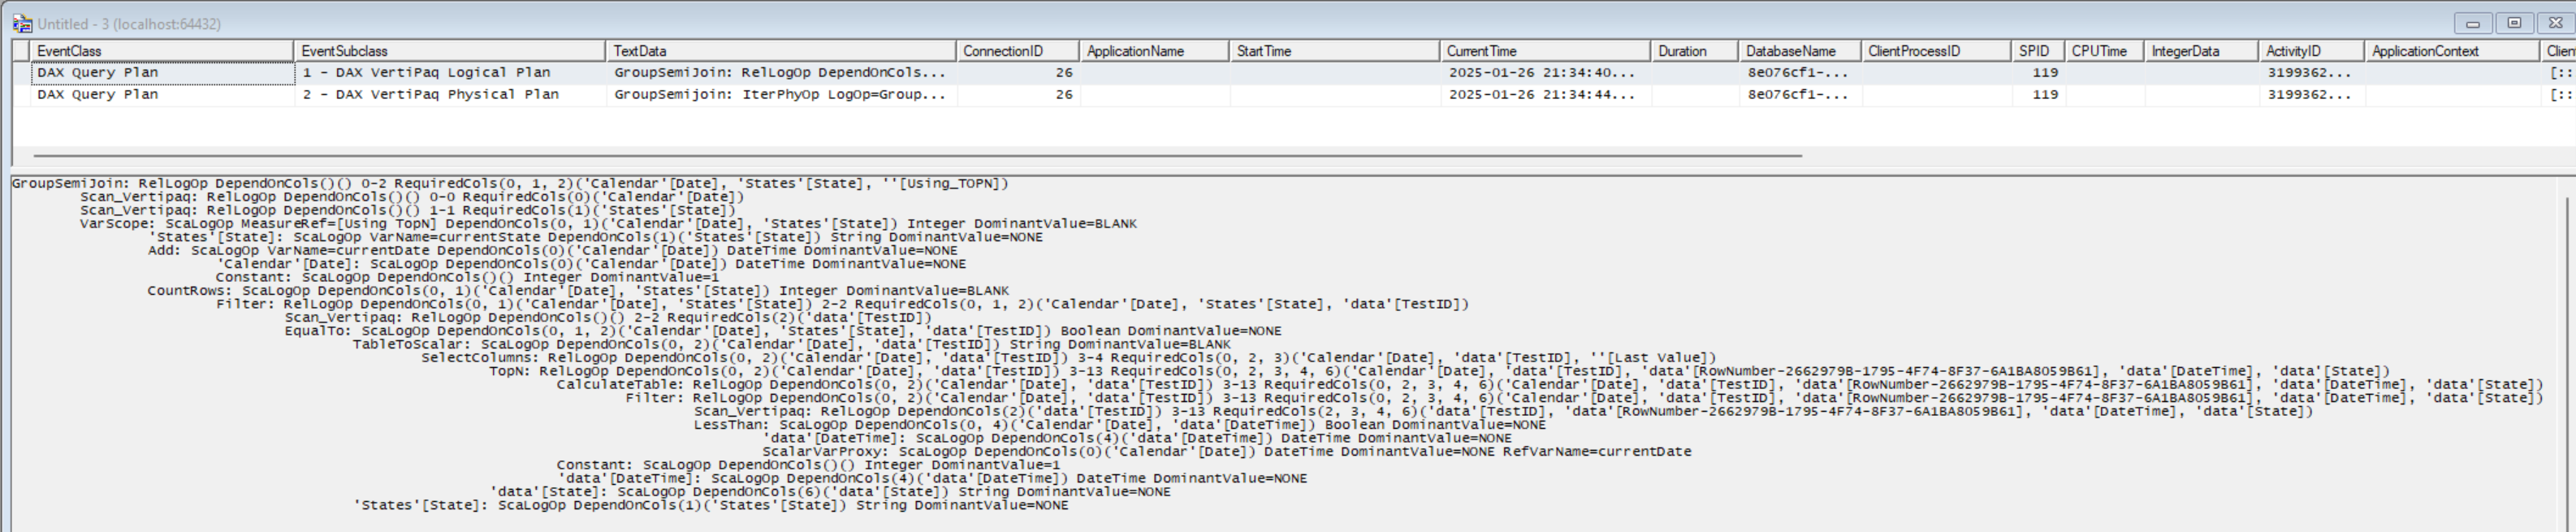 Untitled - 3 (localhost:64432)
EventClass EventSubclass TextData ConnectionID ApplicationName StartTime CurrentTime Duration DatabaseName ClientProcessID SPID CPUTime IntegerData ActivityID ApplicationContext Clien
DAX Query Plan 1 - DAX VertiPaq Logical Plan GroupSemiJoin: RelLogOp DependOnCols... 26 2025-01-26 21:34:40... 8e076cf1-... 119 3199362... [::
DAX Query Plan 2 - DAX VertiPaq Physical Plan GroupSemijoin: IterPhyOp LogOp=Group... 26 2025-01-26 21:34:44... 8e076cf1-... 119 3199362... [::
GroupSemiJoin: RelLogOp DependOnCols()() 0-2 RequiredCols(0, 1, 2)('Calendar'[Date], 'States'[State], ''[Using_TOPN])
Scan_Vertipaq: RelLogOp DependOnCols()() 0-0 RequiredCols(0)('Calendar'[Date])
Scan_Vertipaq: RelLogOp DependOnCols()() 1-1 RequiredCols(1)('States'[State])
VarScope: ScaLogOp MeasureRef=[Using TopN] DependOnCols(0, 1)('Calendar'[Date], 'States'[State]) Integer DominantValue=BLANK
'States'[State]: ScaLogOp VarName=currentState DependOnCols(1)('States'[State]) String DominantValue=NONE
Add: ScaLogOp VarName=currentDate DependOnCols(0)('Calendar'[Date]) DateTime DominantValue=NONE
'Calendar'[Date]: ScaLogOp DependOnCols(0)('Calendar'[Date]) DateTime DominantValue=NONE
Constant: ScaLogOp DependOnCols()() Integer DominantValue=1
CountRows: ScaLogOp DependOnCols(0, 1)('Calendar'[Date], 'States'[State]) Integer DominantValue=BLANK
Filter: RelLogOp DependOnCols(0, 1)('Calendar'[Date], 'States'[State]) 2-2 RequiredCols(0, 1, 2)('Calendar'[Date], 'States'[State], 'data'[TestID])
Scan_Vertipaq: RelLogOp DependOnCols()() 2-2 RequiredCols(2)('data'[TestID])
EqualTo: ScaLogOp DependOnCols(0, 1, 2)('Calendar'[Date], 'States'[State], 'data'[TestID]) Boolean DominantValue=NONE
TableToScalar: ScaLogOp DependOnCols(0, 2)('Calendar'[Date], 'data'[TestID]) String DominantValue=BLANK
SelectColumns: RelLogOp DependOnCols(0, 2)('Calendar'[Date], 'data'[TestID]) 3-4 RequiredCols(0, 2, 3)('Calendar'[Date], 'data'[TestID], ''[Last Value])
TopN: RelLogOp DependOnCols(0, 2)('Calendar'[Date], 'data'[TestID]) 3-13 RequiredCols(0, 2, 3, 4, 6)('Calendar'[Date], 'data'[TestID], 'data'[RowNumber-2662979B-1795-4F74-8F37-6A1BA8059B61], 'data'[DateTime], 'data'[State])
CalculateTable: RelLogOp DependOnCols(0, 2)('Calendar'[Date], 'data'[TestID]) 3-13 RequiredCols(0, 2, 3, 4, 6)('Calendar'[Date], 'data'[TestID], 'data'[RowNumber-2662979B-1795-4F74-8F37-6A1BA8059B61], 'data'[DateTime], 'data'[State])
Filter: RelLogOp DependOnCols(0, 2)('Calendar'[Date], 'data'[TestID]) 3-13 RequiredCols(0, 2, 3, 4, 6)('Calendar'[Date], 'data'[TestID], 'data'[RowNumber-2662979B-1795-4F74-8F37-6A1BA8059B61], 'data'[DateTime], 'data'[State])
Scan_Vertipaq: RelLogOp DependOnCols(2)('data'[TestID]) 3-13 RequiredCols(2, 3, 4, 6)('data'[TestID], 'data'[RowNumber-2662979B-1795-4F74-8F37-6A1BA8059B61], 'data'[DateTime], 'data'[State])
LessThan: ScaLogOp DependOnCols(0, 4)('Calendar'[Date], 'data'[DateTime]) Boolean DominantValue=NONE
'data'[DateTime]: ScaLogOp DependOnCols(4)('data'[DateTime]) DateTime DominantValue=NONE
ScalarVarProxy: ScaLogOp DependOnCols(0)('Calendar'[Date]) DateTime DominantValue=NONE RefVarName=currentDate
Constant: ScaLogOp DependOnCols()() Integer DominantValue=1
'data'[DateTime]: ScaLogOp DependOnCols(4)('data'[DateTime]) DateTime DominantValue=NONE
'data'[State]: ScaLogOp DependOnCols(6)('data'[State]) String DominantValue=NONE
'States'[State]: ScaLogOp DependOnCols(1)('States'[State]) String DominantValue=NONE